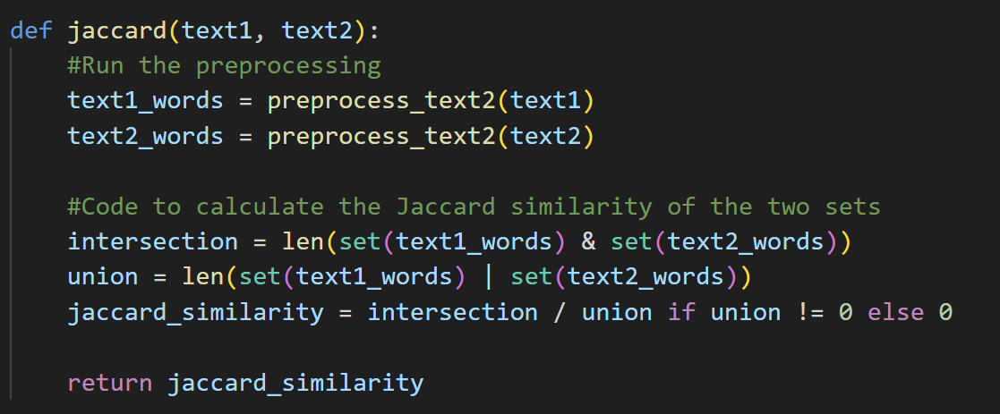 def jaccard(text1, text2):
    #Run the preprocessing
    text1_words = preprocess_text2(text1)
    text2_words = preprocess_text2(text2)

    #Code to calculate the Jaccard similarity of the two sets
    intersection = len(set(text1_words) & set(text2_words))
    union = len(set(text1_words) | set(text2_words))
    jaccard_similarity = intersection / union if union != 0 else 0

    return jaccard_similarity